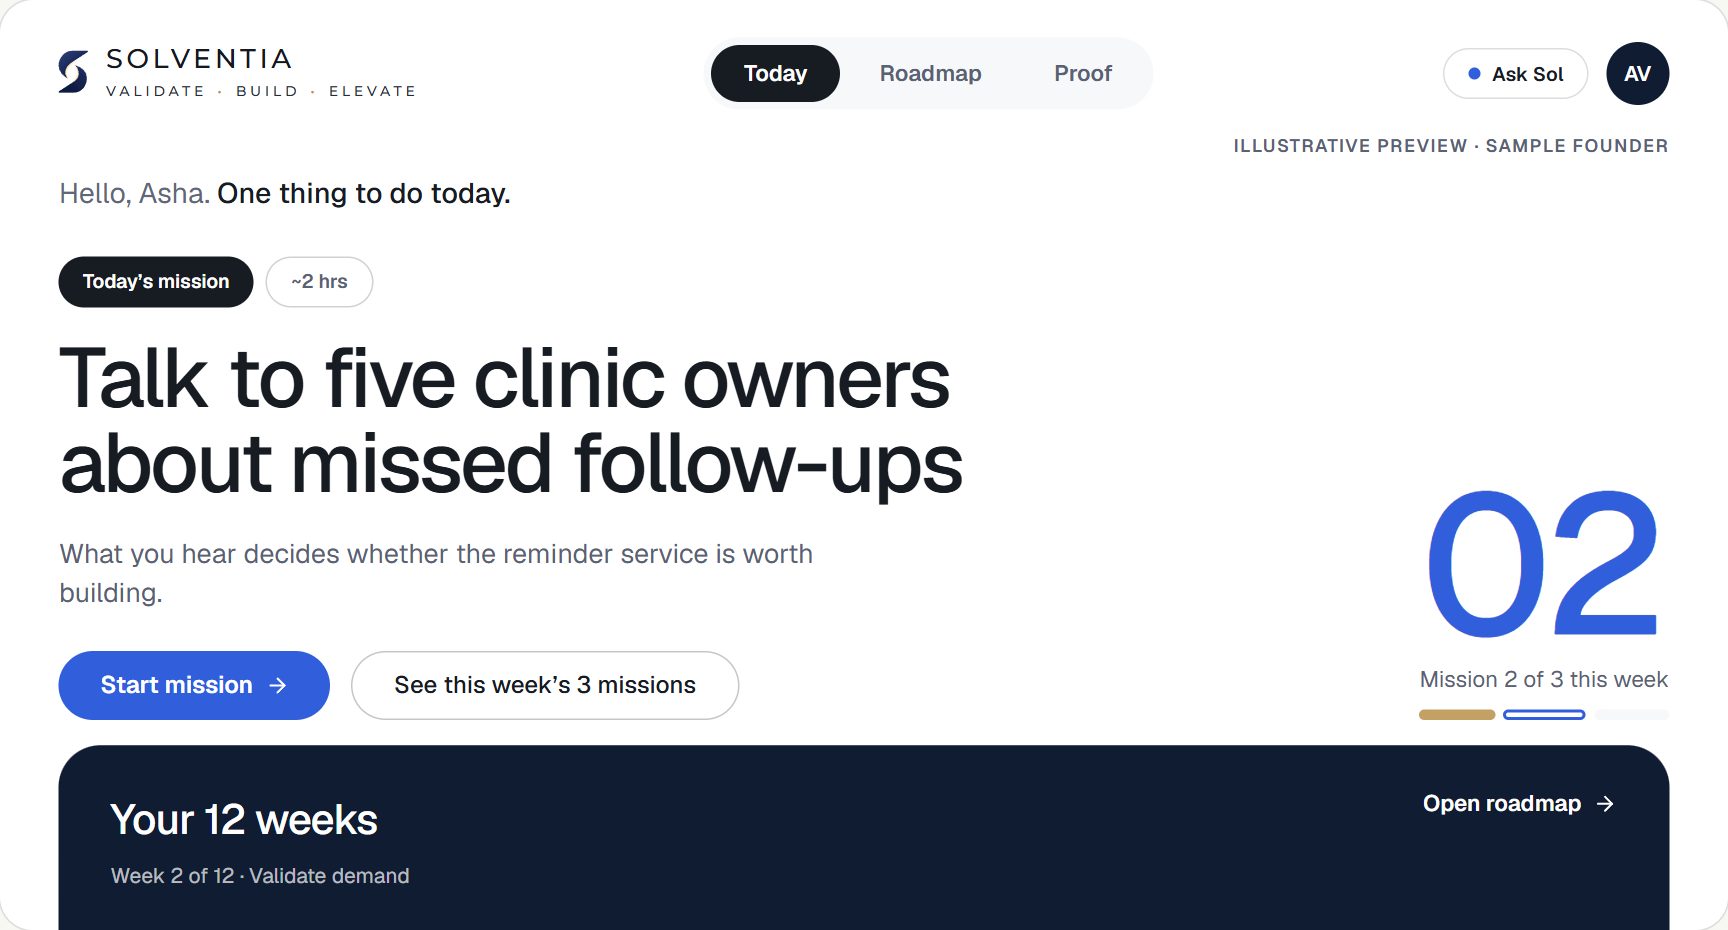 SOLVENTIA
VALIDATE · BUILD · ELEVATE
Today
Roadmap
Proof
Ask Sol
AV
ILLUSTRATIVE PREVIEW · SAMPLE FOUNDER
Hello, Asha. One thing to do today.
Today’s mission
~2 hrs
Talk to five clinic owners
about missed follow-ups
What you hear decides whether the reminder service is worth
building.
Start mission →
See this week’s 3 missions
02
Mission 2 of 3 this week
Your 12 weeks
Open roadmap →
Week 2 of 12 · Validate demand